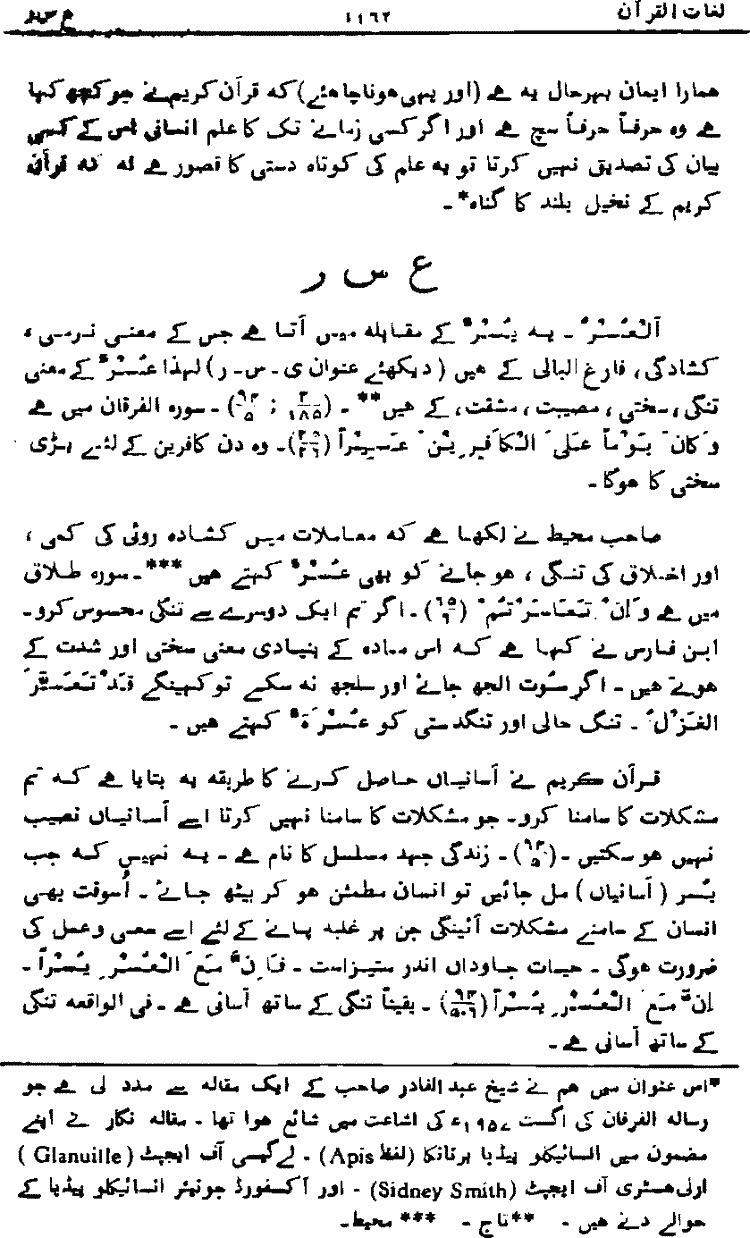 لغات القرآن ۱۱۶۲ ع س ر
ہمارا ایمان بہرحال یہ ہے (اور یہی ہونا چاہئے) کہ قرآن کریم نے جو کچھ کہا
ہے وہ حرفاً حرفاً سچ ہے اور اگر کسی زمانے تک کا علم انسانی اس کے کسی
بیان کی تصدیق نہیں کرتا تو یہ علم کی کوتاہ دستی کا قصور ہے نہ کہ قرآن
کریم کے تخیل بلند کا گناہ*۔
ع س ر
اَلْعُسْرُ ۔ یہ یُسْرٌ کے مقابلہ میں آتا ہے جس کے معنی نرمی ،
کشادگی ، فارغ البالی کے ہیں (دیکھئے عنوان ی-س-ر) لہٰذا عُسْرٌ کے معنی
تنگی ، سختی ، مصیبت ، مشقت ، کے ہیں** ۔ (۲/۱۸۵ ; ۹۴/۵) ۔ سورہ الفرقان میں ہے
وَ کَانَ یَوْماً عَلَی الْکَافِرِیْنَ عَسِیْراً (۲۵/۲۶)۔ وہ دن کافرین کے لئے بڑی
سختی کا ہوگا ۔
صاحب محیط نے لکھا ہے کہ معاملات میں کشادہ روئی کی کمی ،
اور اخلاق کی تنگی ، ہو جانے کو بھی عُسْرٌ کہتے ہیں ***۔ سورہ طلاق
میں ہے وَ اِنْ تَعَاسَرْتُمْ (۶۵/۶) ۔ اگر تم ایک دوسرے سے تنگی محسوس کرو۔
ابن فارس نے کہا ہے کہ اس مادہ کے بنیادی معنی سختی اور شدت کے
ہوتے ہیں ۔ اگر سُوت الجھ جائے اور سلجھ نہ سکے تو کہینگے قَدْ تَعَسَّرَ
الْغَزْلُ ۔ تنگ حالی اور تنگدستی کو عُسْرَۃٌ کہتے ہیں ۔
قرآن کریم نے آسانیاں حاصل کرنے کا طریقہ یہ بتایا ہے کہ تم
مشکلات کا سامنا کرو۔ جو مشکلات کا سامنا نہیں کرتا اسے آسانیاں نصیب
نہیں ہو سکتیں ۔ (۹۴/۵) ۔ زندگی جہد مسلسل کا نام ہے ۔ یہ نہیں کہ جب
یُسر (آسانیاں) مل جائیں تو انسان مطمئن ہو کر بیٹھ جائے ۔ اُسوقت بھی
انسان کے سامنے مشکلات آئینگی جن پر غلبہ پانے کے لئے اسے سعی و عمل کی
ضرورت ہوگی ۔ حیات جاوداں اندر ستیزاست ۔ فَاِنَّ مَعَ الْعُسْرِ یُسْراً ۔
اِنَّ مَعَ الْعُسْرِ یُسْراً (۹۴/۵،۶) ۔ یقیناً تنگی کے ساتھ آسانی ہے ۔ فی الواقعہ تنگی
کے ساتھ آسانی ہے ۔
*اس عنوان میں ہم نے شیخ عبدالقادر صاحب کے ایک مقالہ سے مدد لی ہے جو
رسالہ الفرقان کی اگست ۱۹۵۷ء کی اشاعت میں شائع ہوا تھا ۔ مقالہ نگار نے اپنے
مضمون میں انسائیکلو پیڈیا برٹانکا (لفظ Apis) ۔ لےگیسی آف ایجپٹ (Glanuille)
ارلی ہسٹری آف ایجپٹ (Sidney Smith) ۔ اور آکسفورڈ جونیئر انسائیکلو پیڈیا کے
حوالے دئے ہیں ۔ **تاج ۔ ***محیط۔